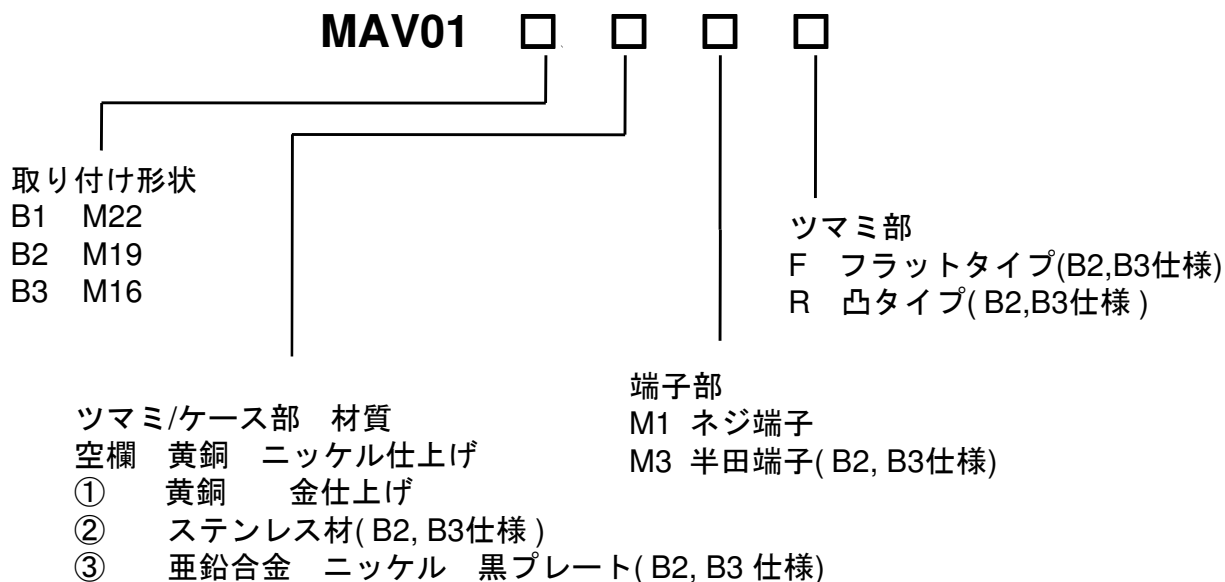 MAV01 □ □ □ □
取り付け形状
B1 M22
B2 M19
B3 M16
ツマミ部
F フラットタイプ(B2,B3仕様)
R 凸タイプ( B2,B3仕様 )
ツマミ/ケース部 材質
空欄 黄銅 ニッケル仕上げ
① 黄銅 金仕上げ
② ステンレス材( B2, B3仕様 )
③ 亜鉛合金 ニッケル 黒プレート( B2, B3 仕様)
端子部
M1 ネジ端子
M3 半田端子( B2, B3仕様)